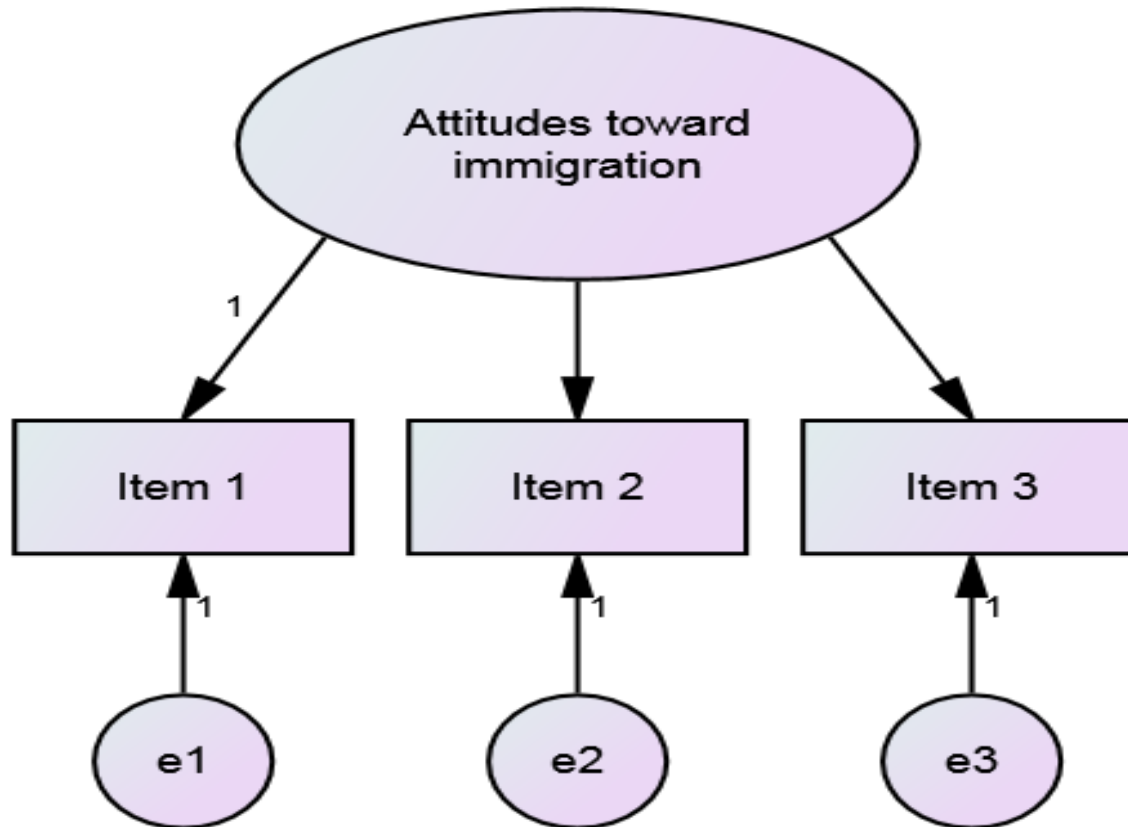 Attitudes toward
immigration
1
Item 1
Item 2
Item 3
1
1
1
e1
e2
e3